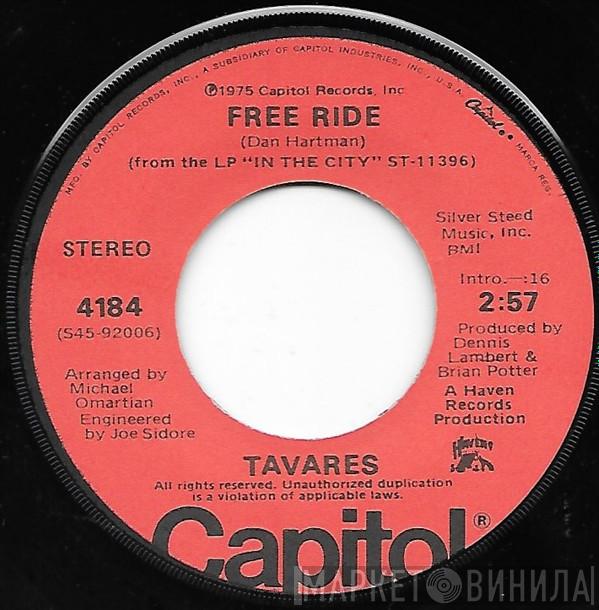 MFG. BY CAPITOL RECORDS, INC., A SUBSIDIARY OF CAPITOL INDUSTRIES, INC., U.S.A.
Capitol
MARCA REG.
Ⓟ1975 Capitol Records, Inc
FREE RIDE
(Dan Hartman)
(from the LP "IN THE CITY" ST-11396)
STEREO
4184
(S45-92006)
Arranged by
Michael
Omartian
Engineered
by Joe Sidore
Silver Steed
Music, Inc.
BMI
Intro.—:16
2:57
Produced by
Dennis
Lambert &
Brian Potter
A Haven
Records
Production
Haven
TAVARES
All rights reserved. Unauthorized duplication
is a violation of applicable laws.
Capitol®
МАРКЕТ ВИНИЛА